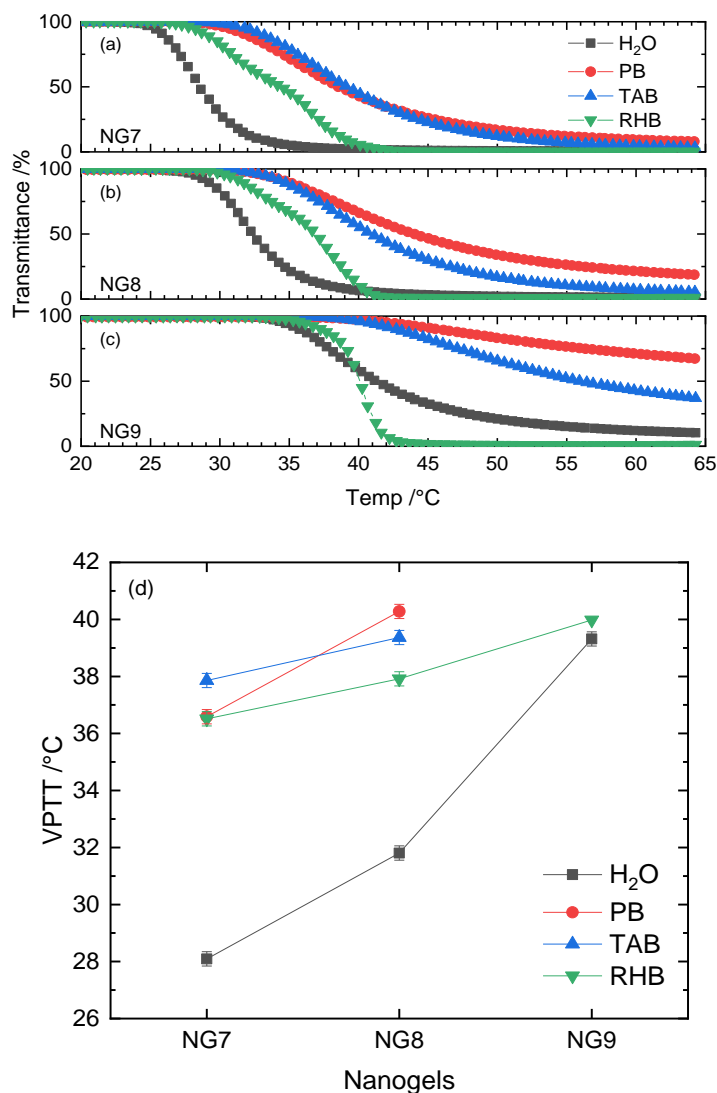 100
(a)
H₂O
PB
TAB
RHB
50
NG7
0
100
(b)
50
NG8
0
100
(c)
50
NG9
0
Transmittance /%
20 25 30 35 40 45 50 55 60 65
Temp /°C
(d)
42
40
38
36
34
32
30
28
26
VPTT /°C
H₂O
PB
TAB
RHB
NG7 NG8 NG9
Nanogels